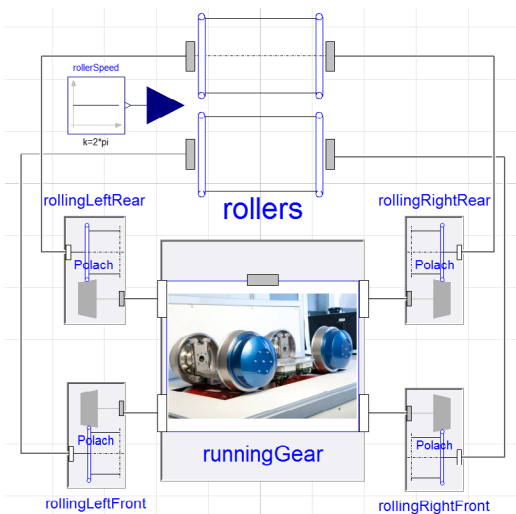 rollerSpeed
k=2*pi
rollers
rollingLeftRear
rollingRightRear
Polach
Polach
runningGear
Polach
Polach
rollingLeftFront
rollingRightFront